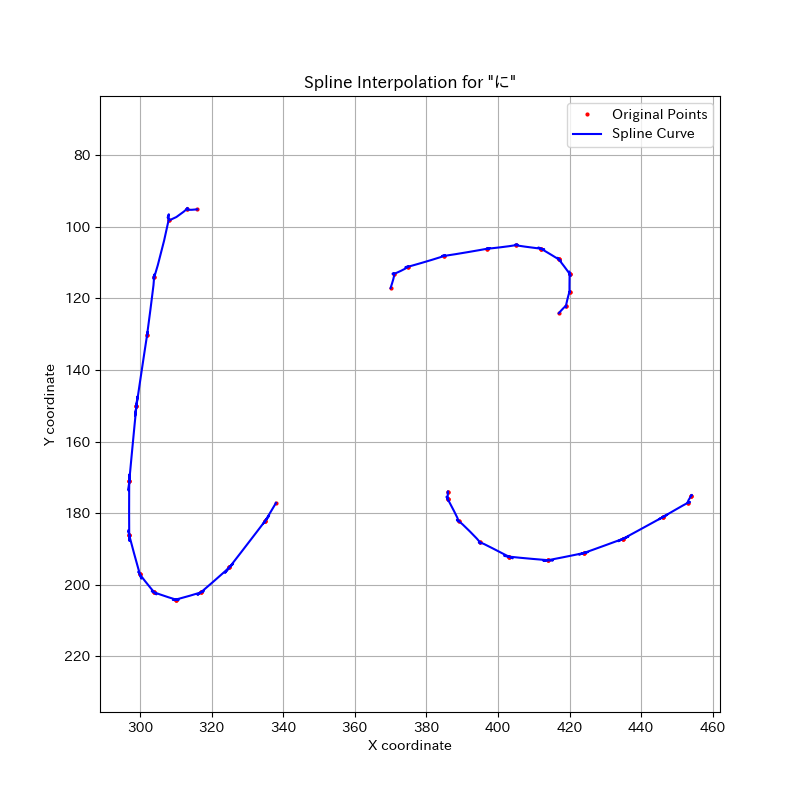 Spline Interpolation for "に"
Original Points
Spline Curve
80
100
120
140
160
180
200
220
Y coordinate
300 320 340 360 380 400 420 440 460
X coordinate